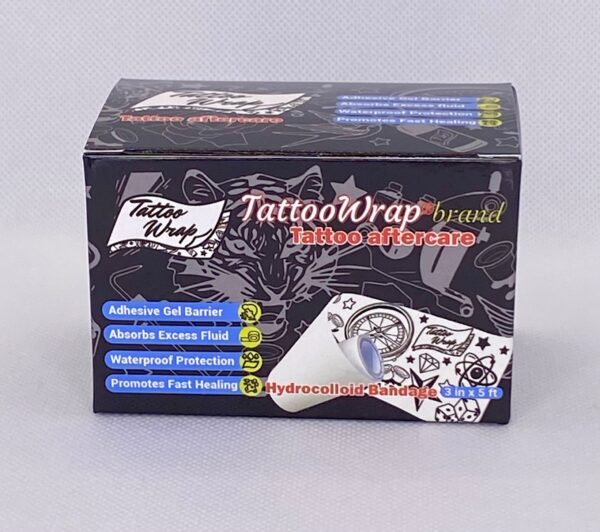 Tattoo
Wrap
Tattoo aftercare
Adhesive Gel Barrier
Absorbs Excess fluid
Waterproof Protection
Promotes Fast Healing
Tattoo
Wrap
TattooWrap® brand
Tattoo aftercare
Adhesive Gel Barrier
Absorbs Excess Fluid
Waterproof Protection
Promotes Fast Healing
Tattoo
Wrap
Hydrocolloid Bandage 3 in x 5 ft